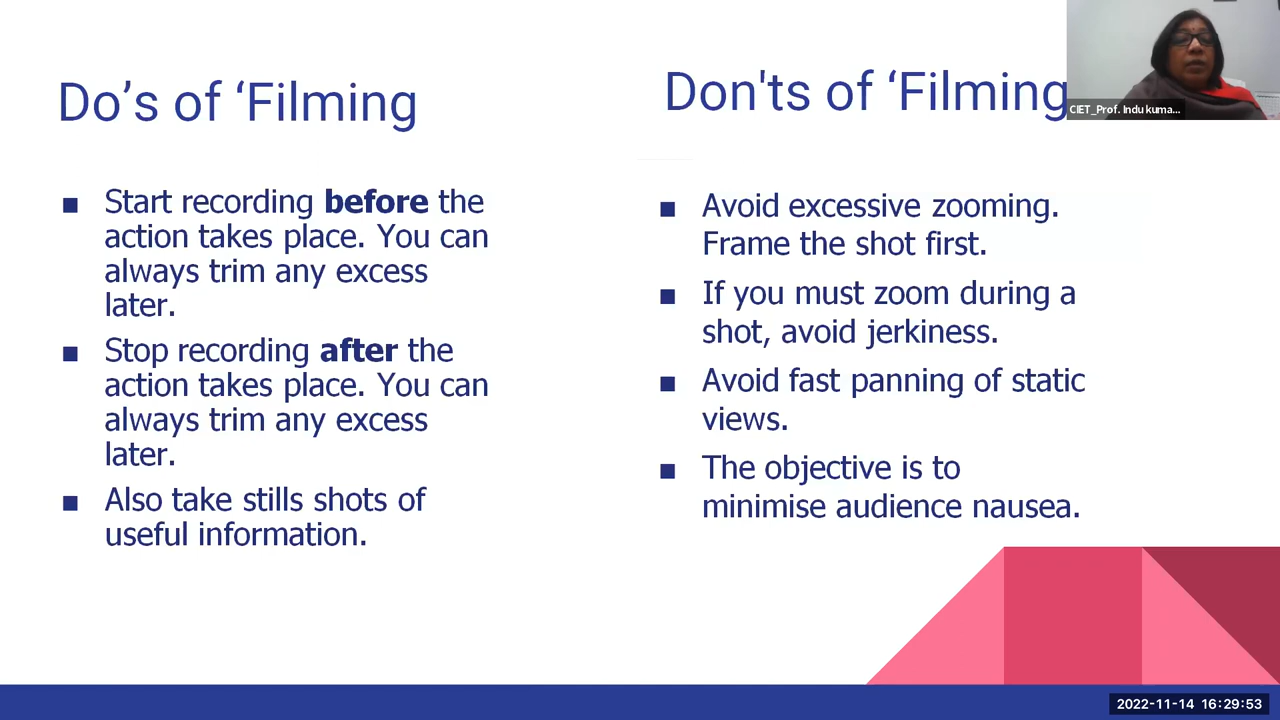 Do’s of ‘Filming
■ Start recording before the
action takes place. You can
always trim any excess
later.
■ Stop recording after the
action takes place. You can
always trim any excess
later.
■ Also take stills shots of
useful information.
Don'ts of ‘Filming
■ Avoid excessive zooming.
Frame the shot first.
■ If you must zoom during a
shot, avoid jerkiness.
■ Avoid fast panning of static
views.
■ The objective is to
minimise audience nausea.
CIET_Prof. Indu kuma...
2022-11-14 16:29:53